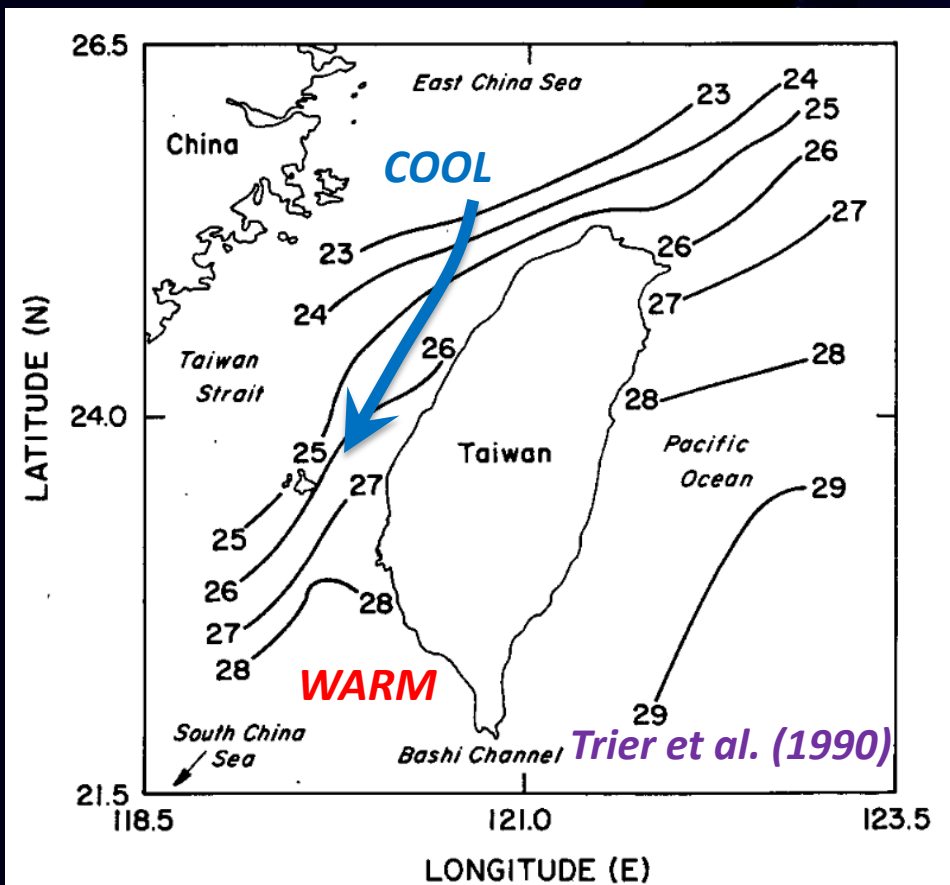 26.5
East China Sea
23
24
25
China
26
COOL
27
23
26
24
27
Taiwan
Strait
26
28
LATITUDE (N)
24.0
28
25
Taiwan
Pacific
Ocean
27
29
25
26
28
27
28
WARM
29
South China
Sea
Bashi Channel
Trier et al. (1990)
21.5
118.5
121.0
123.5
LONGITUDE (E)